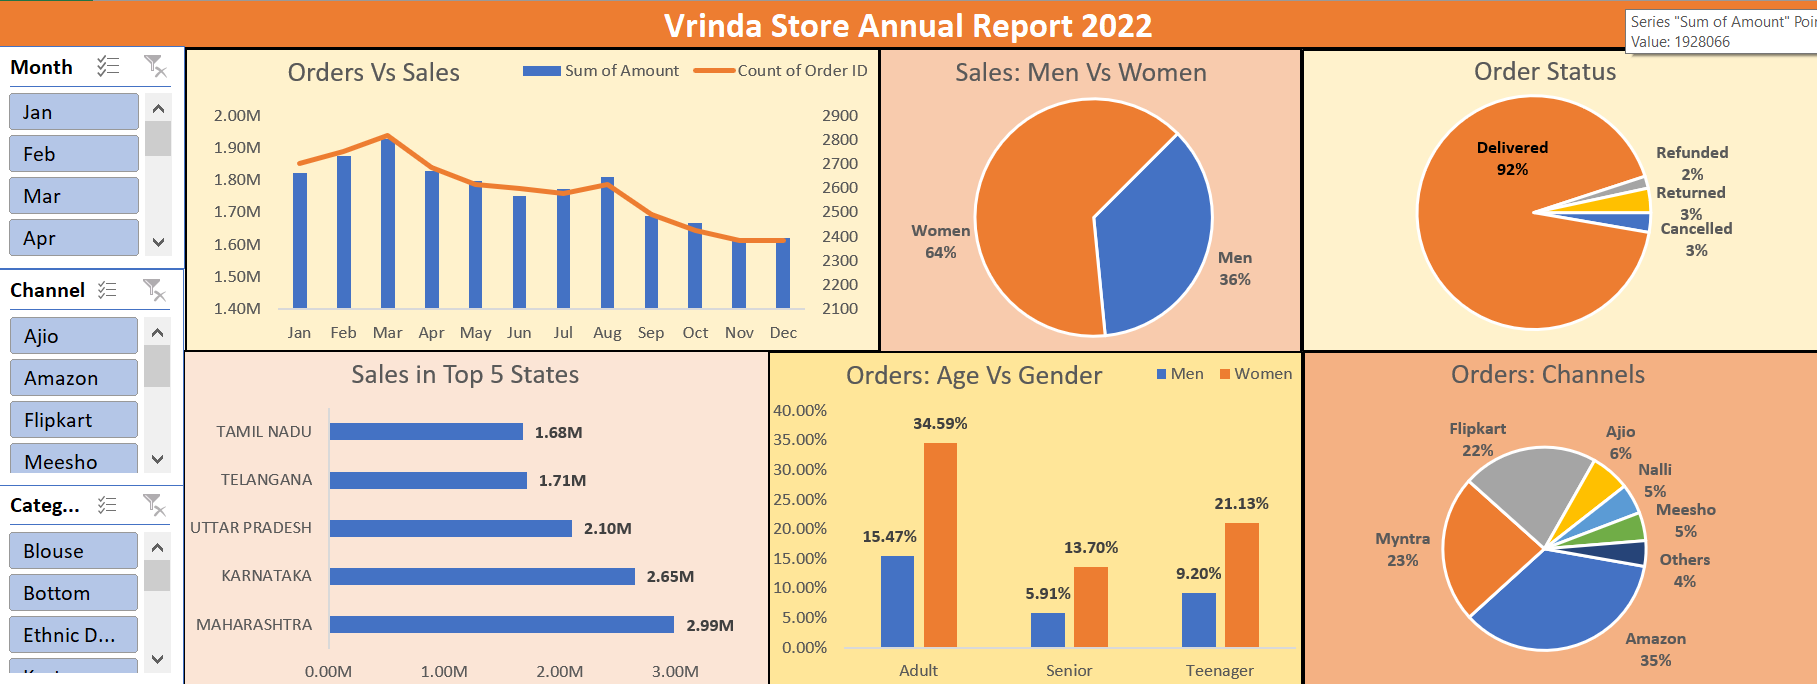 Vrinda Store Annual Report 2022
Series "Sum of Amount" Poi
Value: 1928066
Month
Jan
Feb
Mar
Apr
Channel
Ajio
Amazon
Flipkart
Meesho
Categ...
Blouse
Bottom
Ethnic D...
Orders Vs Sales
Sum of Amount
Count of Order ID
2.00M
1.90M
1.80M
1.70M
1.60M
1.50M
1.40M
2900
2800
2700
2600
2500
2400
2300
2200
2100
Jan Feb Mar Apr May Jun Jul Aug Sep Oct Nov Dec
Sales: Men Vs Women
Women
64%
Men
36%
Order Status
Delivered
92%
Refunded
2%
Returned
3%
Cancelled
3%
Sales in Top 5 States
TAMIL NADU 1.68M
TELANGANA 1.71M
UTTAR PRADESH 2.10M
KARNATAKA 2.65M
MAHARASHTRA 2.99M
0.00M 1.00M 2.00M 3.00M
Orders: Age Vs Gender
Men Women
40.00%
35.00%
30.00%
25.00%
20.00%
15.00%
10.00%
5.00%
0.00%
15.47%
34.59%
5.91%
13.70%
9.20%
21.13%
Adult Senior Teenager
Orders: Channels
Flipkart
22%
Ajio
6%
Nalli
5%
Meesho
5%
Others
4%
Myntra
23%
Amazon
35%